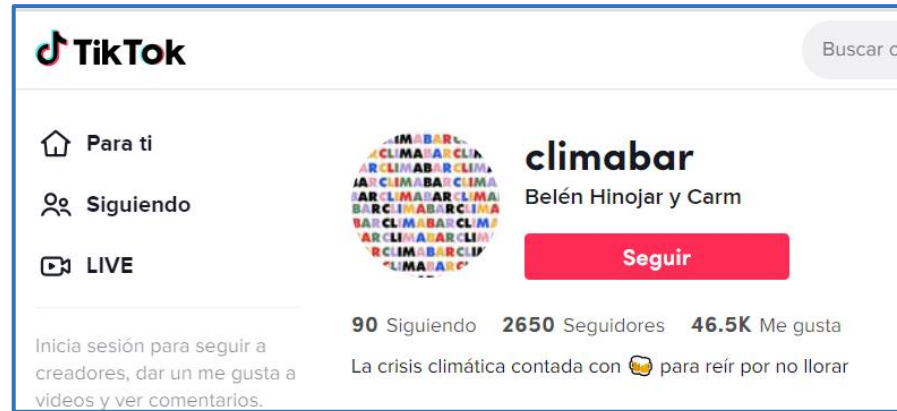 TikTok
Buscar
Para ti
Siguiendo
LIVE
Inicia sesión para seguir a
creadores, dar un me gusta a
videos y ver comentarios.
climabar
Belén Hinojar y Carm
Seguir
90 Siguiendo 2650 Seguidores 46.5K Me gusta
La crisis climática contada con 🍻 para reír por no llorar